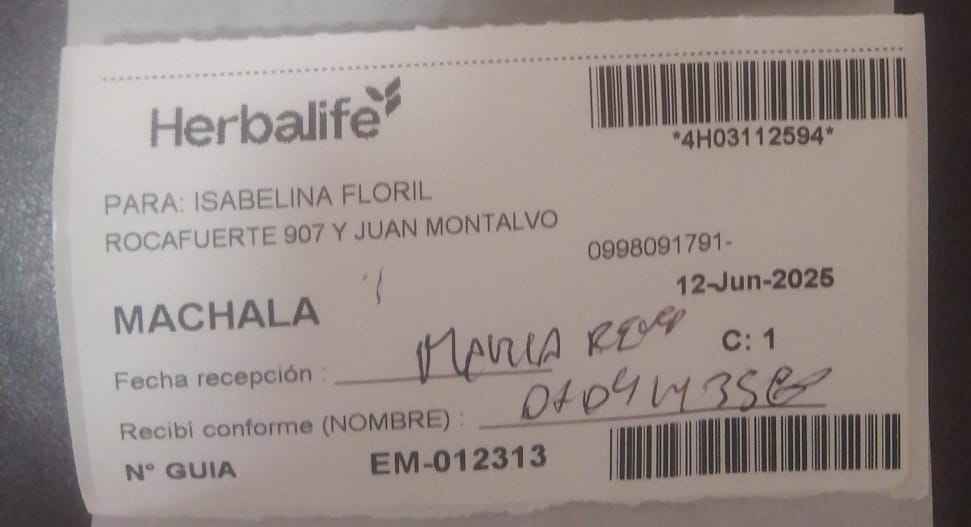 Herbalife
*4H03112594*
PARA: ISABELINA FLORIL
ROCAFUERTE 907 Y JUAN MONTALVO
0998091791-
12-Jun-2025
MACHALA
C: 1
Fecha recepción :
Recibi conforme (NOMBRE) :
N° GUIA EM-012313